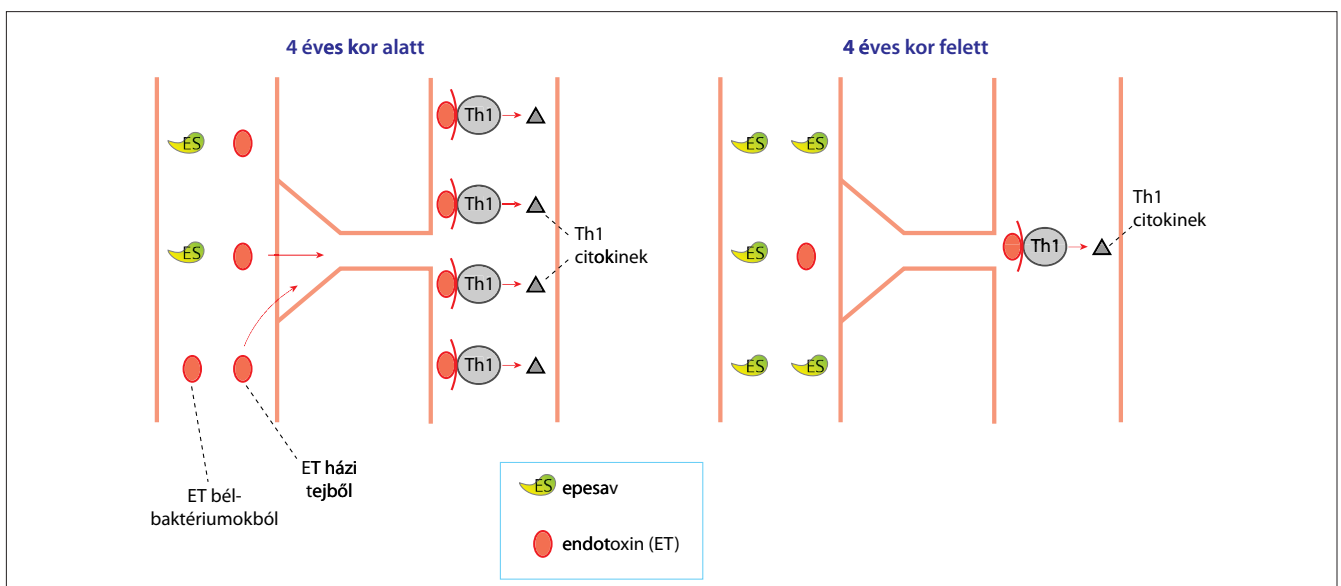 4 éves kor alatt
4 éves kor felett
ES
Th1
ES
ES
Th1
Th1
citokinek
ES
Th1
ES
Th1
Th1
citokinek
Th1
ES
ES
ET bél-
baktériumokból
ET házi
tejből
ES epesav
endotoxin (ET)